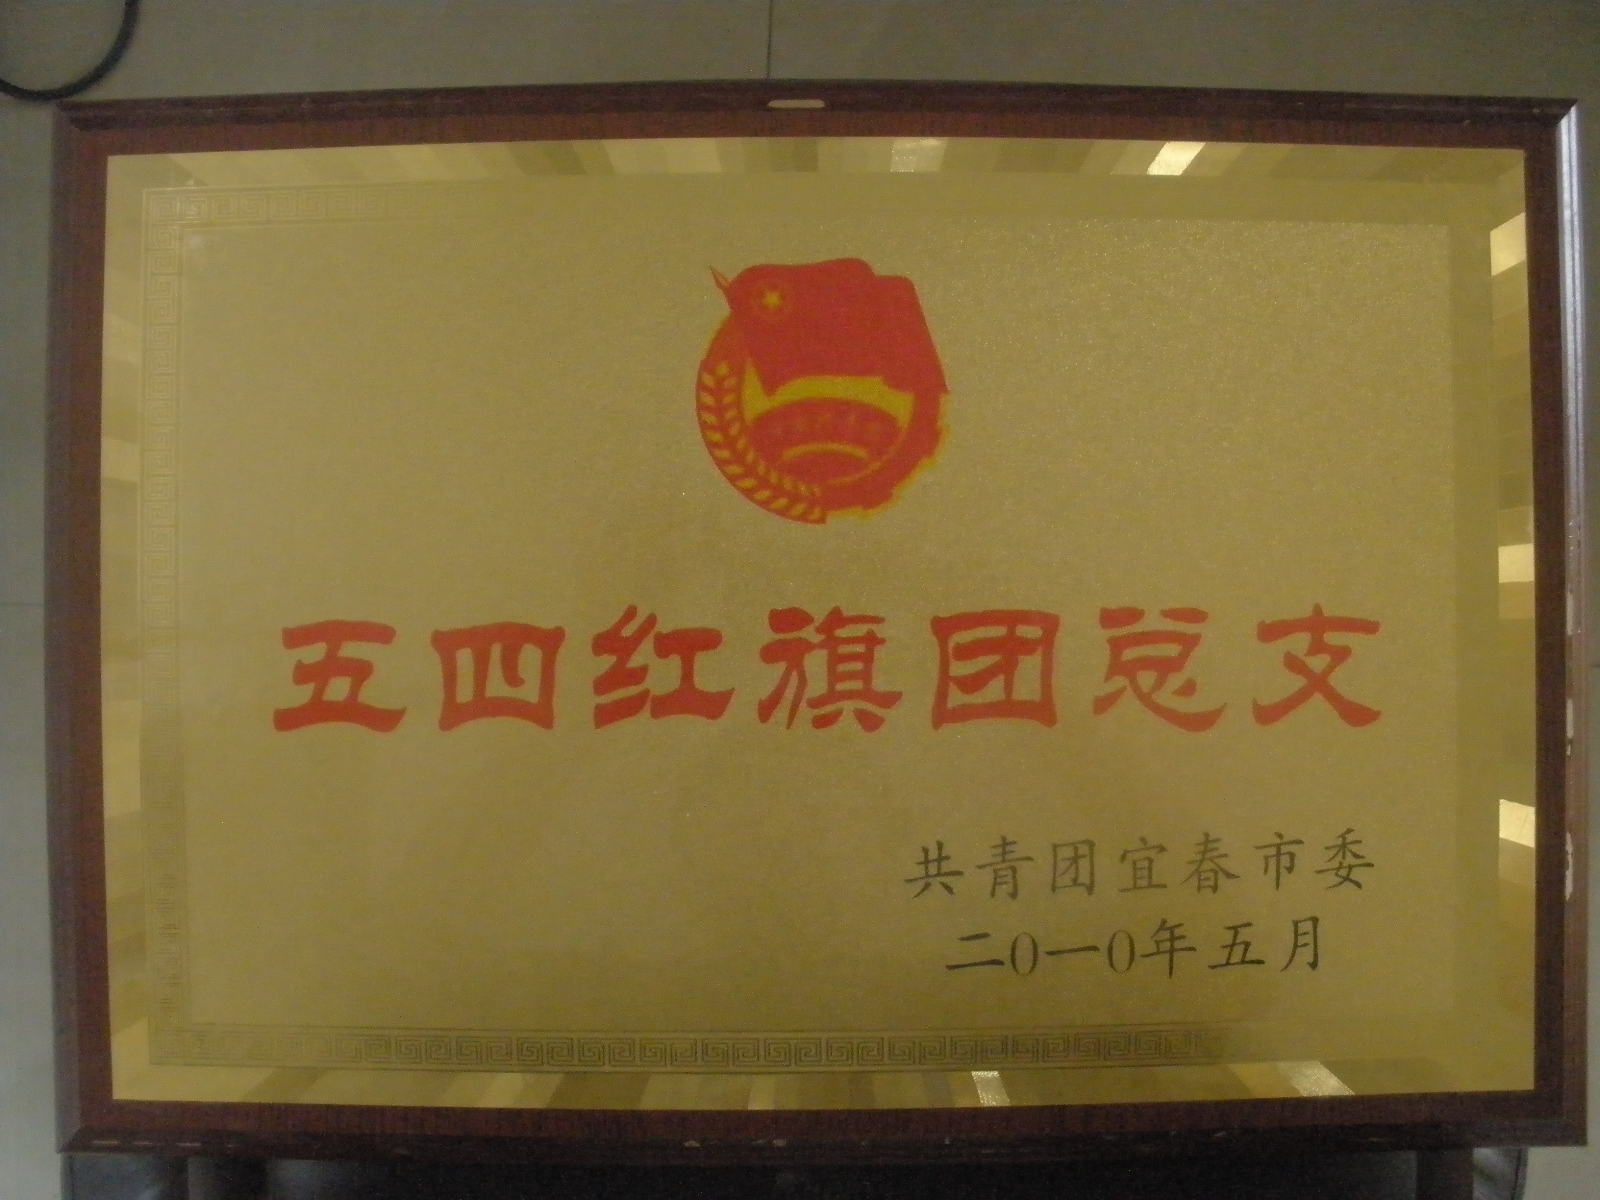 五四红旗团总支
共青团宜春市委
二0一0年五月